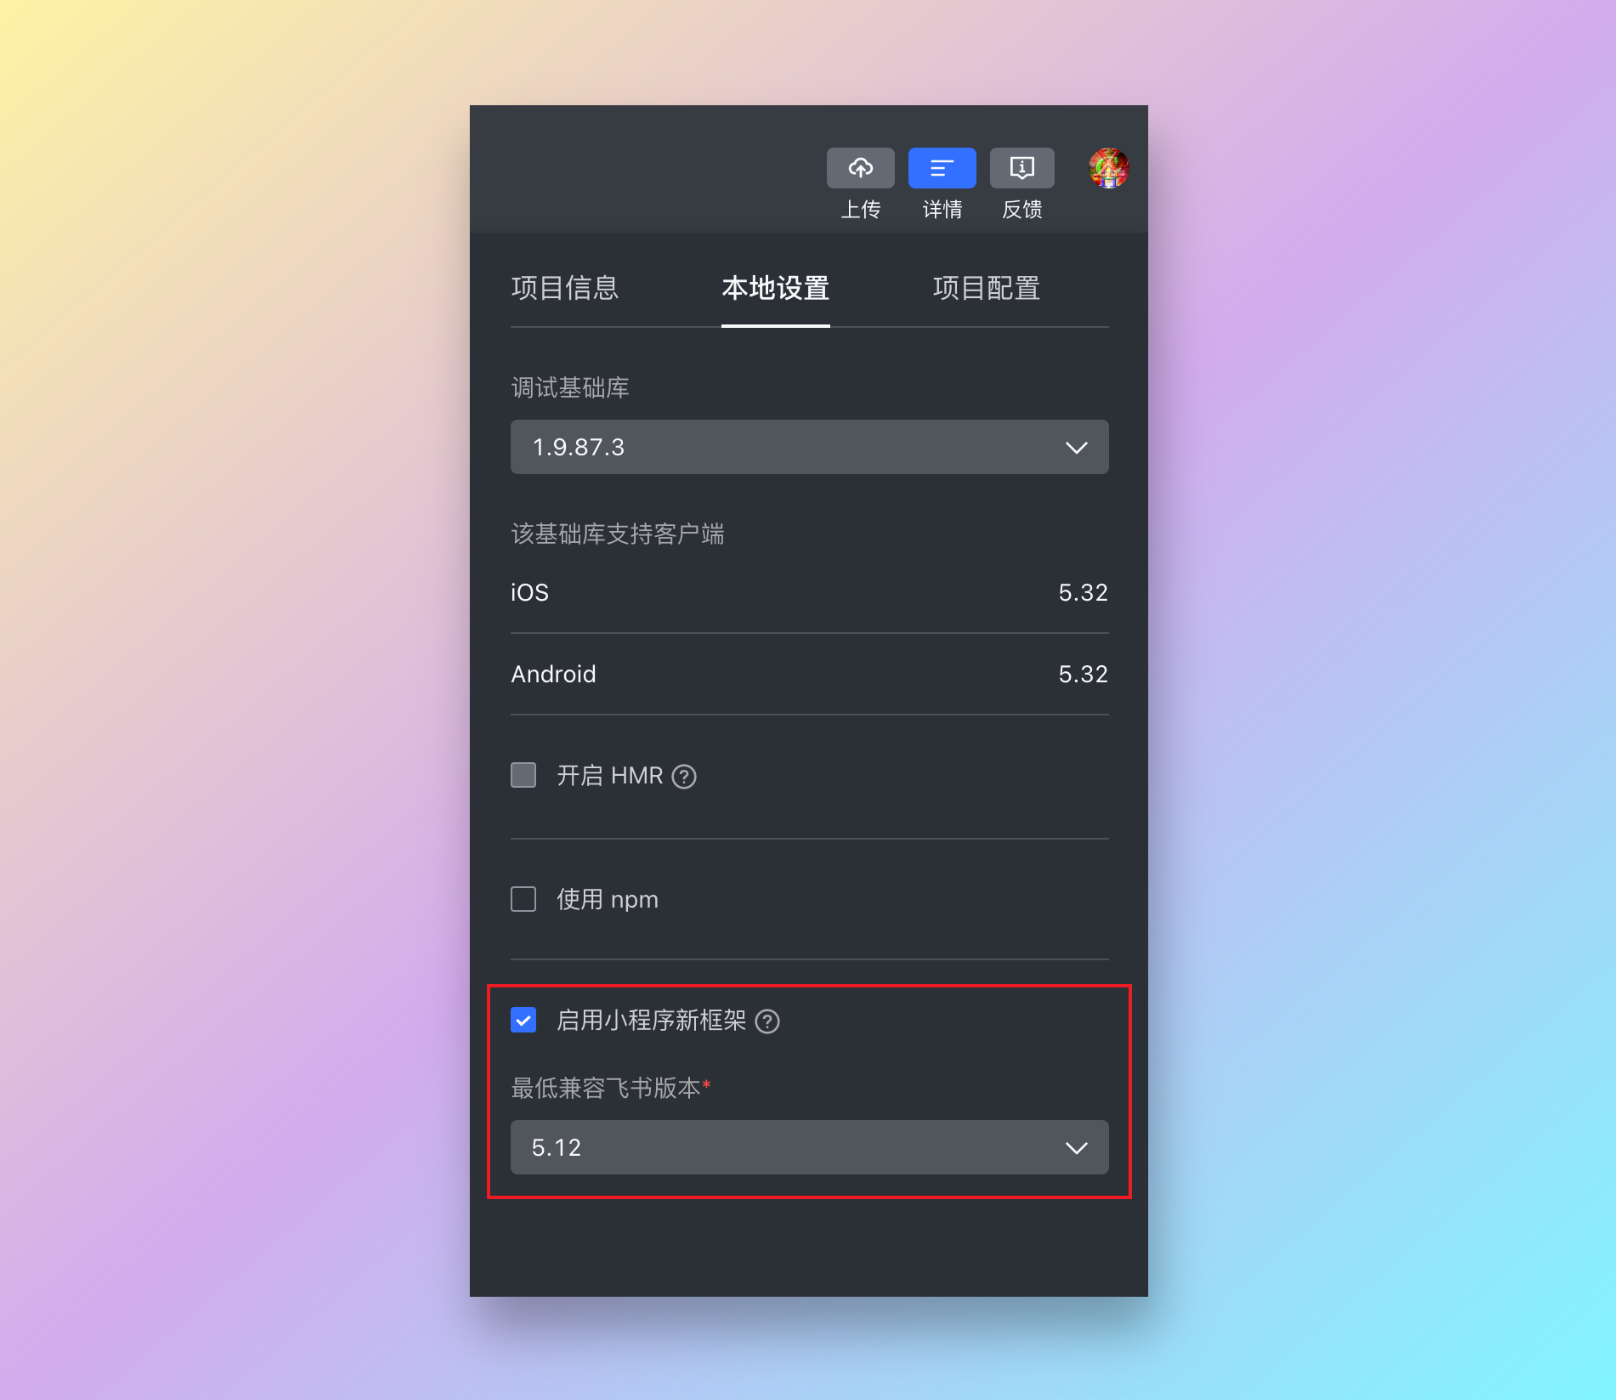 上传 详情 反馈
项目信息 本地设置 项目配置
调试基础库
1.9.87.3
该基础库支持客户端
iOS 5.32
Android 5.32
开启 HMR ?
使用 npm
启用小程序新框架 ?
最低兼容飞书版本*
5.12